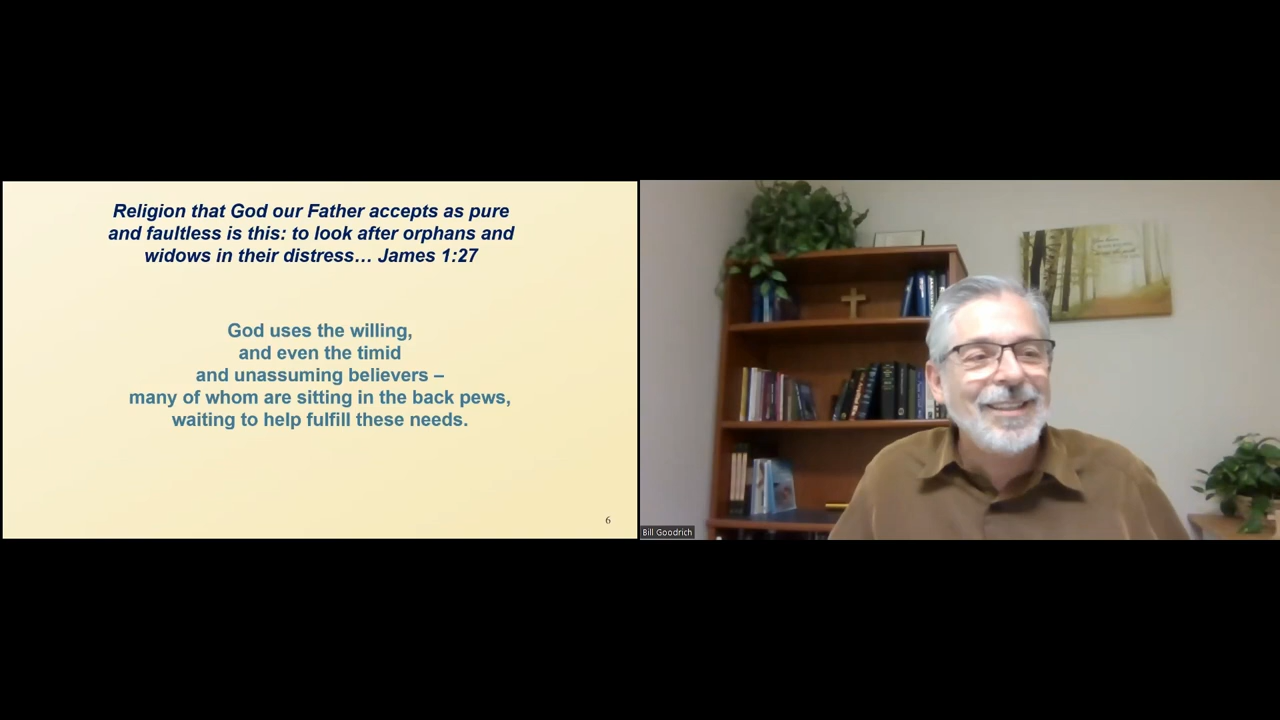 Religion that God our Father accepts as pure
and faultless is this: to look after orphans and
widows in their distress… James 1:27
God uses the willing,
and even the timid
and unassuming believers –
many of whom are sitting in the back pews,
waiting to help fulfill these needs.
6
Bill Goodrich